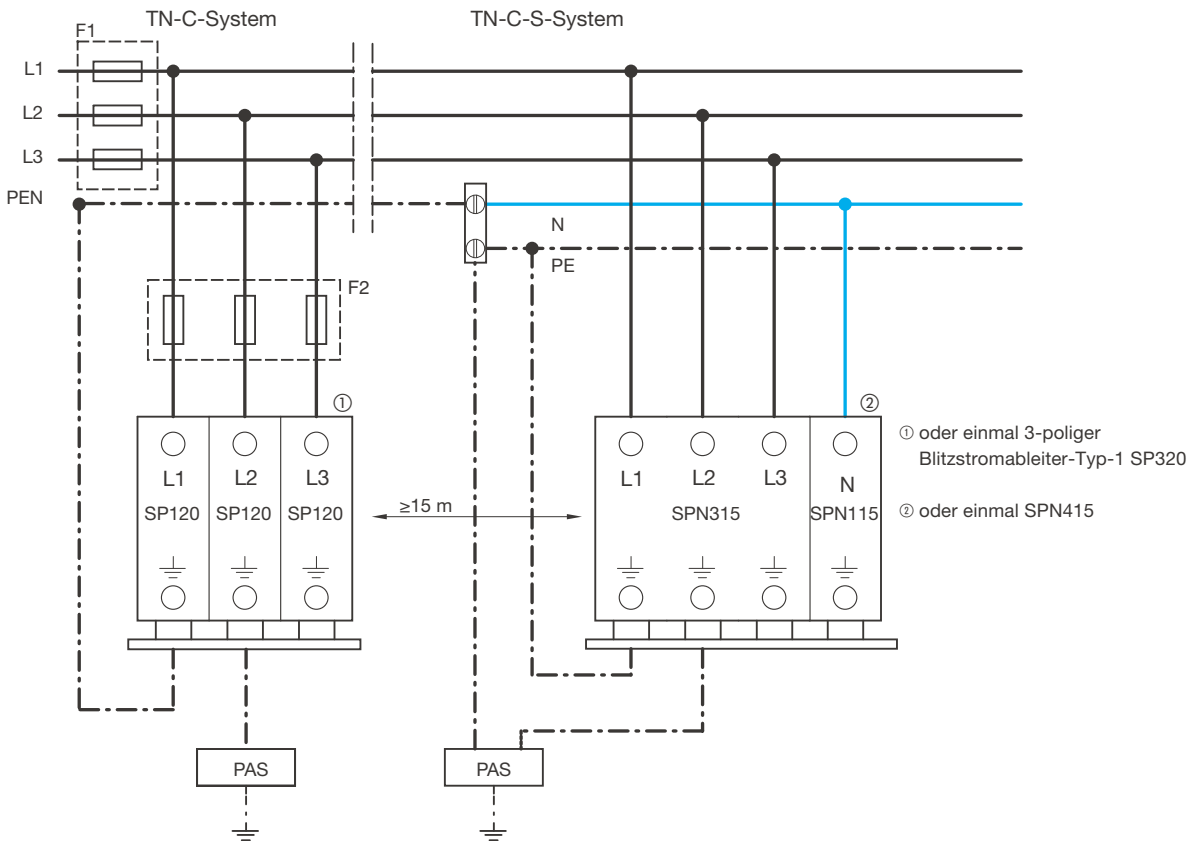 TN-C-System
TN-C-S-System
F1
L1
L2
L3
PEN
N
PE
F2
①
②
L1 L2 L3
SP120 SP120 SP120
≥15 m
L1 L2 L3 N
SPN315 SPN115
① oder einmal 3-poliger
Blitzstromableiter-Typ-1 SP320
② oder einmal SPN415
PAS
PAS